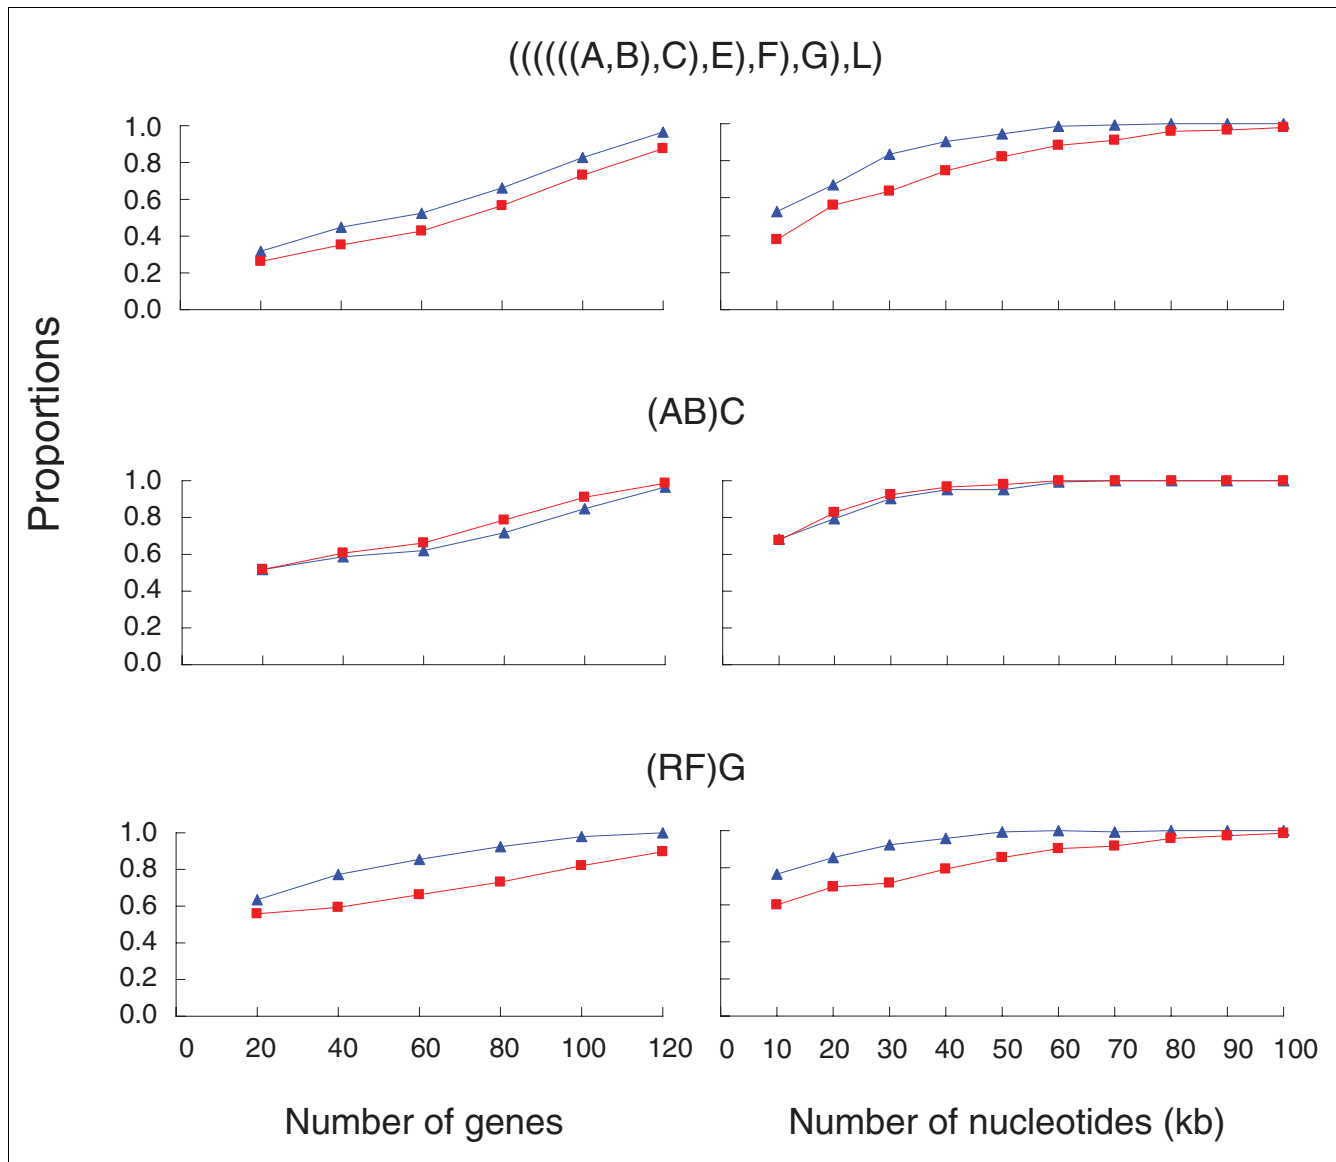 ((((((A,B),C),E),F),G),L)
1.0
0.8
0.6
0.4
0.2
0.0
(AB)C
1.0
0.8
0.6
0.4
0.2
0.0
(RF)G
1.0
0.8
0.6
0.4
0.2
0.0
Proportions
0 20 40 60 80 100 120
0 10 20 30 40 50 60 70 80 90 100
Number of genes
Number of nucleotides (kb)